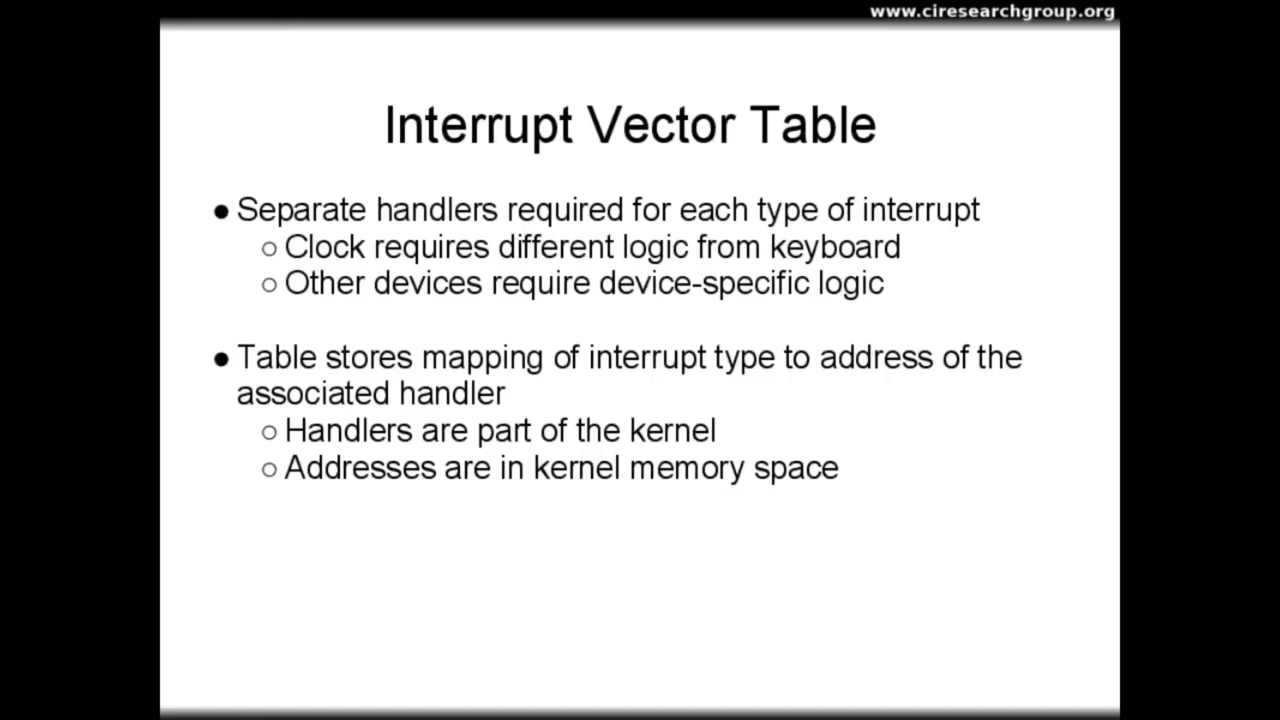 www.ciresearchgroup.org
Interrupt Vector Table
● Separate handlers required for each type of interrupt
○ Clock requires different logic from keyboard
○ Other devices require device-specific logic
● Table stores mapping of interrupt type to address of the
associated handler
○ Handlers are part of the kernel
○ Addresses are in kernel memory space